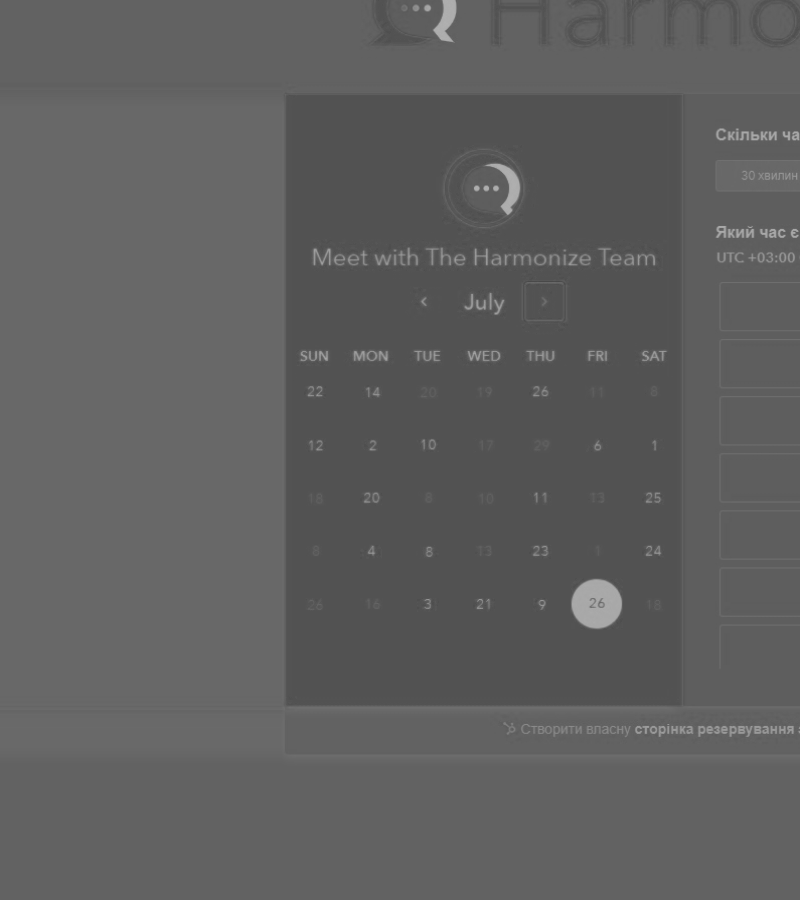 Harmo
Скільки ча
30 хвилин
Meet with The Harmonize Team
Який час є
UTC +03:00
‹ July ›
SUN MON TUE WED THU FRI SAT
22 14 20 19 26 11 8
12 2 10 17 29 6 1
18 20 8 10 11 13 25
8 4 8 13 23 1 24
26 16 3 21 9 26 18
Створити власну сторінка резервування